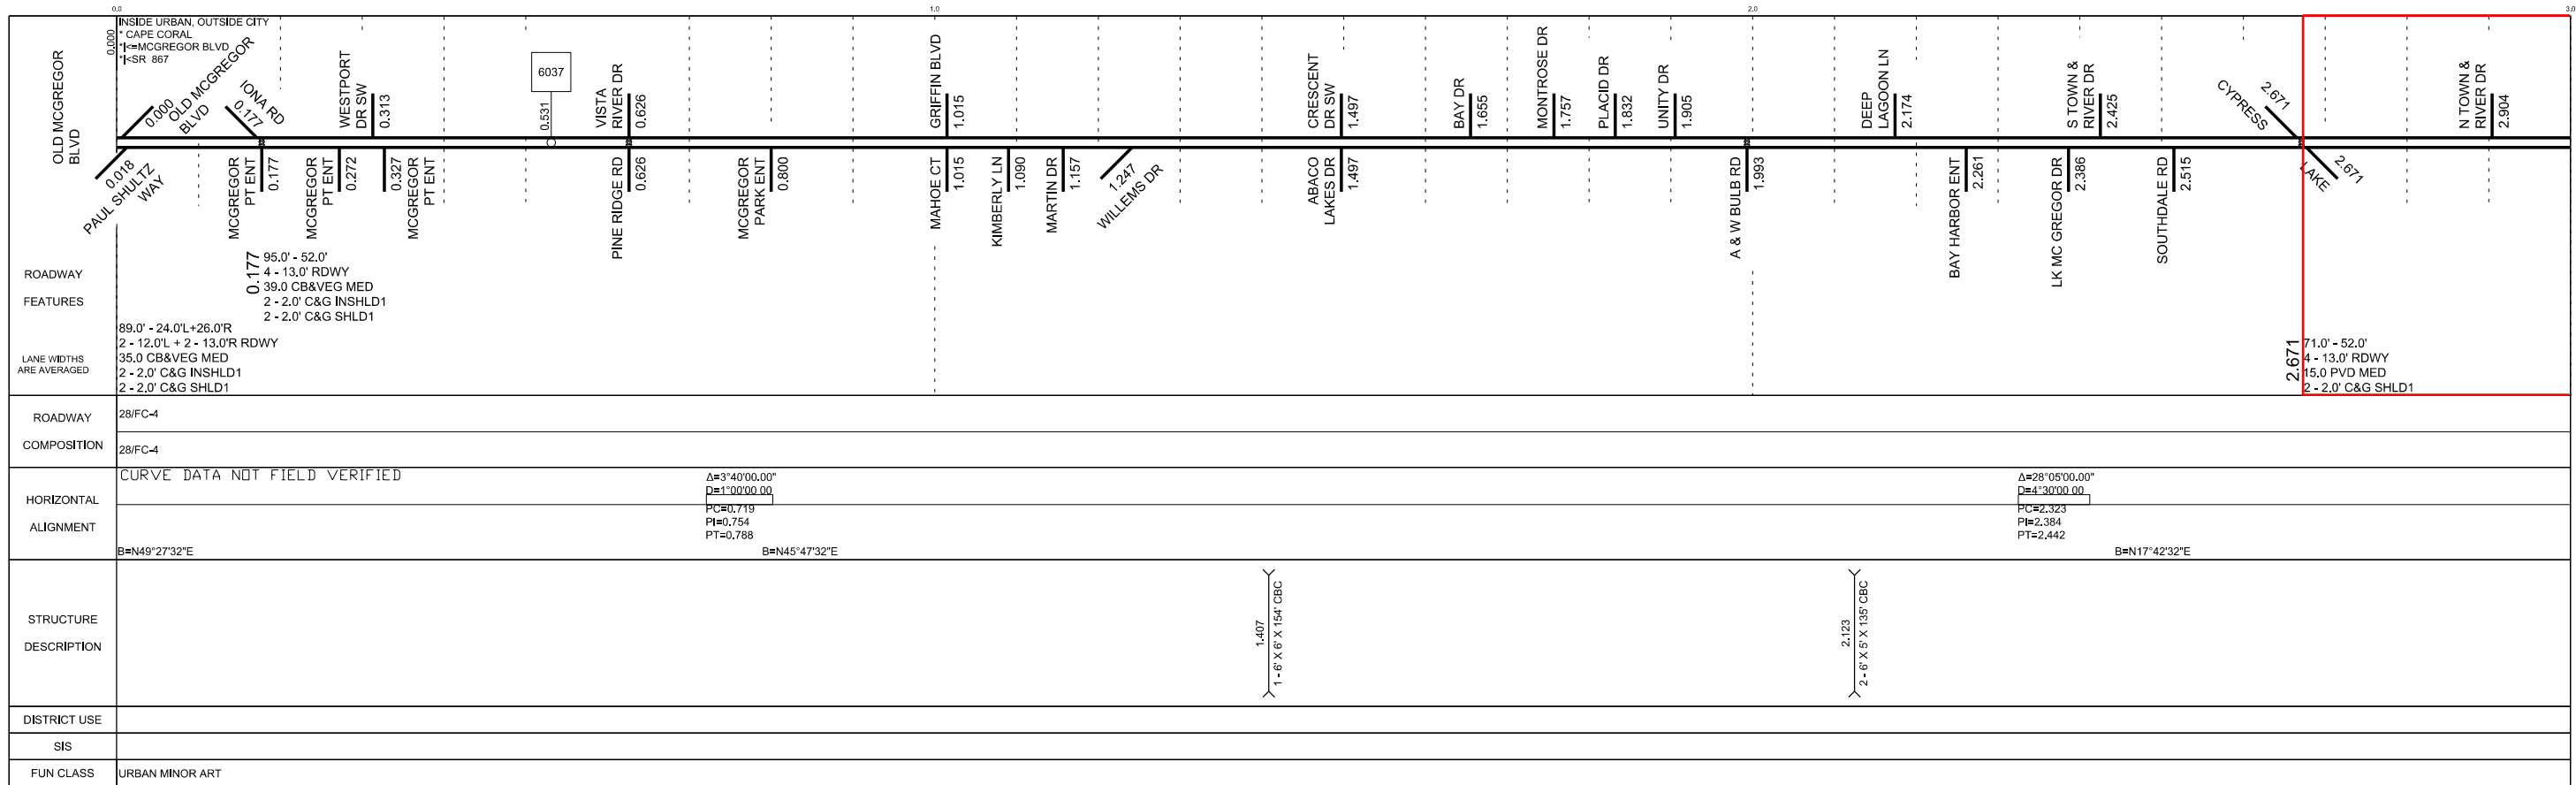 0.0
1.0
2.0
3.0
INSIDE URBAN, OUTSIDE CITY
* CAPE CORAL
*|<=MCGREGOR BLVD
*|<SR 867
0.000
OLD MCGREGOR
BLVD
0.000
OLD MCGREGOR
BLVD
IONA RD
0.177
WESTPORT
DR SW
0.313
6037
0.531
VISTA
RIVER DR
0.626
GRIFFIN BLVD
1.015
CRESCENT
DR SW
1.497
BAY DR
1.655
MONTROSE DR
1.757
PLACID DR
1.832
UNITY DR
1.905
DEEP
LAGOON LN
2.174
S TOWN &
RIVER DR
2.425
CYPRESS
2.671
N TOWN &
RIVER DR
2.904
0.018
PAUL SHULTZ
WAY
MCGREGOR
PT ENT
0.177
MCGREGOR
PT ENT
0.272
0.327
MCGREGOR
PT ENT
PINE RIDGE RD
0.626
MCGREGOR
PARK ENT
0.800
MAHOE CT
1.015
KIMBERLY LN
1.090
MARTIN DR
1.157
1.247
WILLEMS DR
ABACO
LAKES DR
1.497
A & W BULB RD
1.993
BAY HARBOR ENT
2.261
LK MC GREGOR DR
2.386
SOUTHDALE RD
2.515
LAKE
2.671
ROADWAY
FEATURES
LANE WIDTHS
ARE AVERAGED
0.177
95.0' - 52.0'
4 - 13.0' RDWY
39.0 CB&VEG MED
2 - 2.0' C&G INSHLD1
2 - 2.0' C&G SHLD1
89.0' - 24.0'L+26.0'R
2 - 12.0'L + 2 - 13.0'R RDWY
35.0 CB&VEG MED
2 - 2.0' C&G INSHLD1
2 - 2.0' C&G SHLD1
2.671
71.0' - 52.0'
4 - 13.0' RDWY
15.0 PVD MED
2 - 2.0' C&G SHLD1
ROADWAY
COMPOSITION
28/FC-4
28/FC-4
HORIZONTAL
ALIGNMENT
CURVE DATA NOT FIELD VERIFIED
Δ=3°40'00.00"
D=1°00'00 00
PC=0.719
PI=0.754
PT=0.788
Δ=28°05'00.00"
D=4°30'00 00
PC=2.323
PI=2.384
PT=2.442
B=N49°27'32"E
B=N45°47'32"E
B=N17°42'32"E
STRUCTURE
DESCRIPTION
1.407
1 - 6' X 6' X 154' CBC
2.123
2 - 6' X 5' X 135' CBC
DISTRICT USE
SIS
FUN CLASS
URBAN MINOR ART